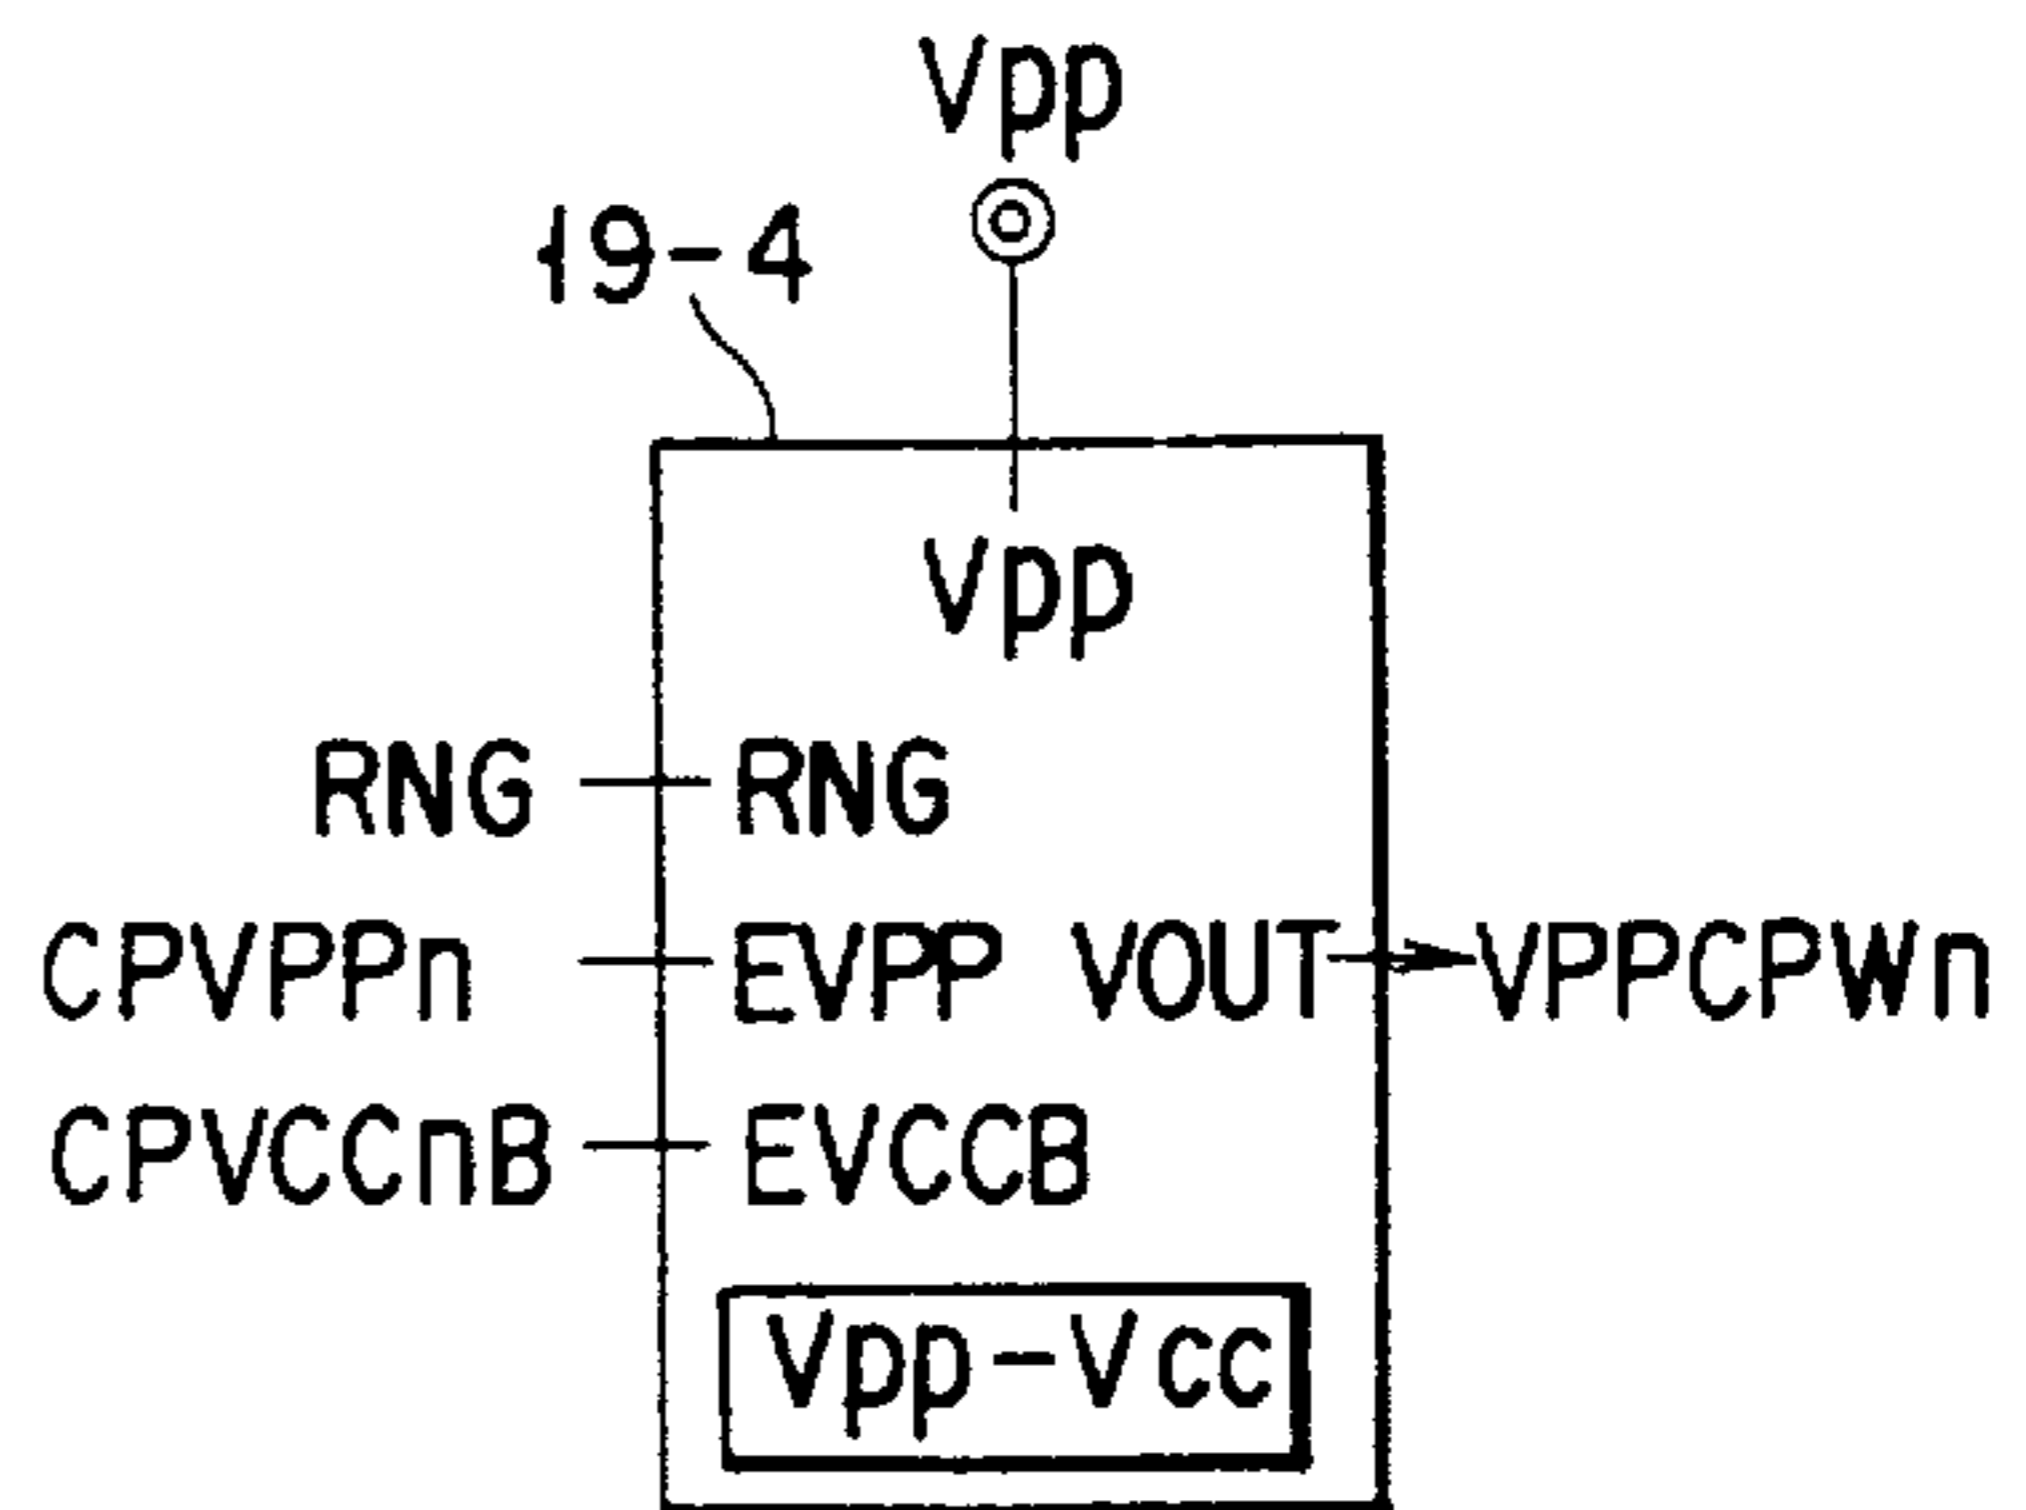 Vpp
19-4
Vpp
RNG RNG
CPVPPn EVPP VOUT VPPCPWn
CPVCCnB EVCCB
Vpp-Vcc